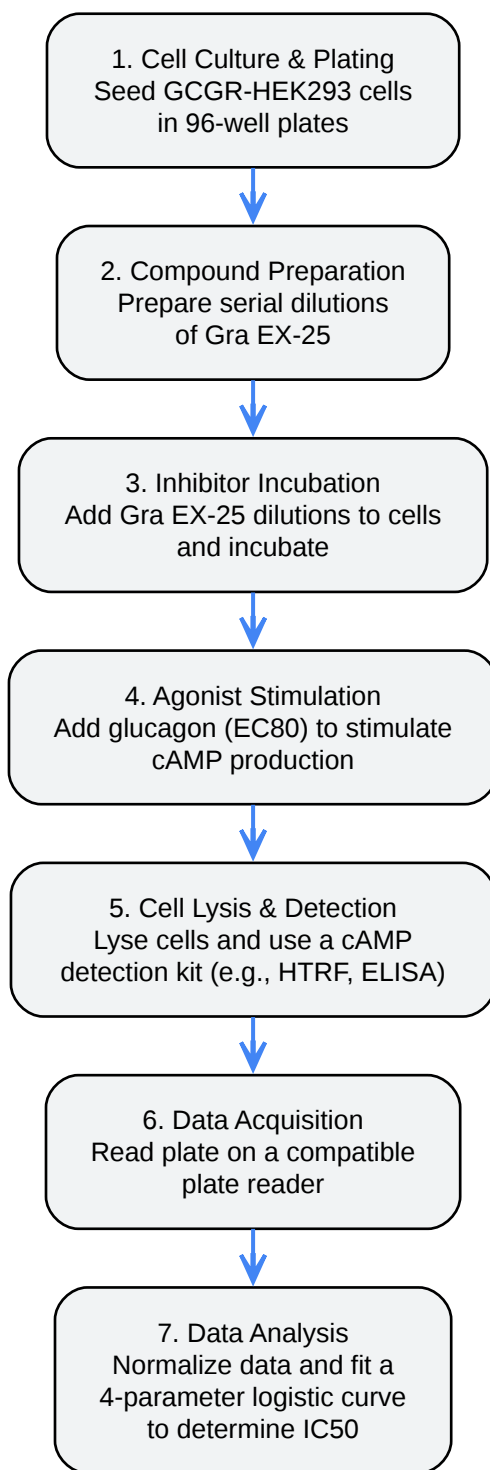 1. Cell Culture & Plating
Seed GCGR-HEK293 cells
in 96-well plates
2. Compound Preparation
Prepare serial dilutions
of Gra EX-25
3. Inhibitor Incubation
Add Gra EX-25 dilutions to cells
and incubate
4. Agonist Stimulation
Add glucagon (EC80) to stimulate
cAMP production
5. Cell Lysis & Detection
Lyse cells and use a cAMP
detection kit (e.g., HTRF, ELISA)
6. Data Acquisition
Read plate on a compatible
plate reader
7. Data Analysis
Normalize data and fit a
4-parameter logistic curve
to determine IC50